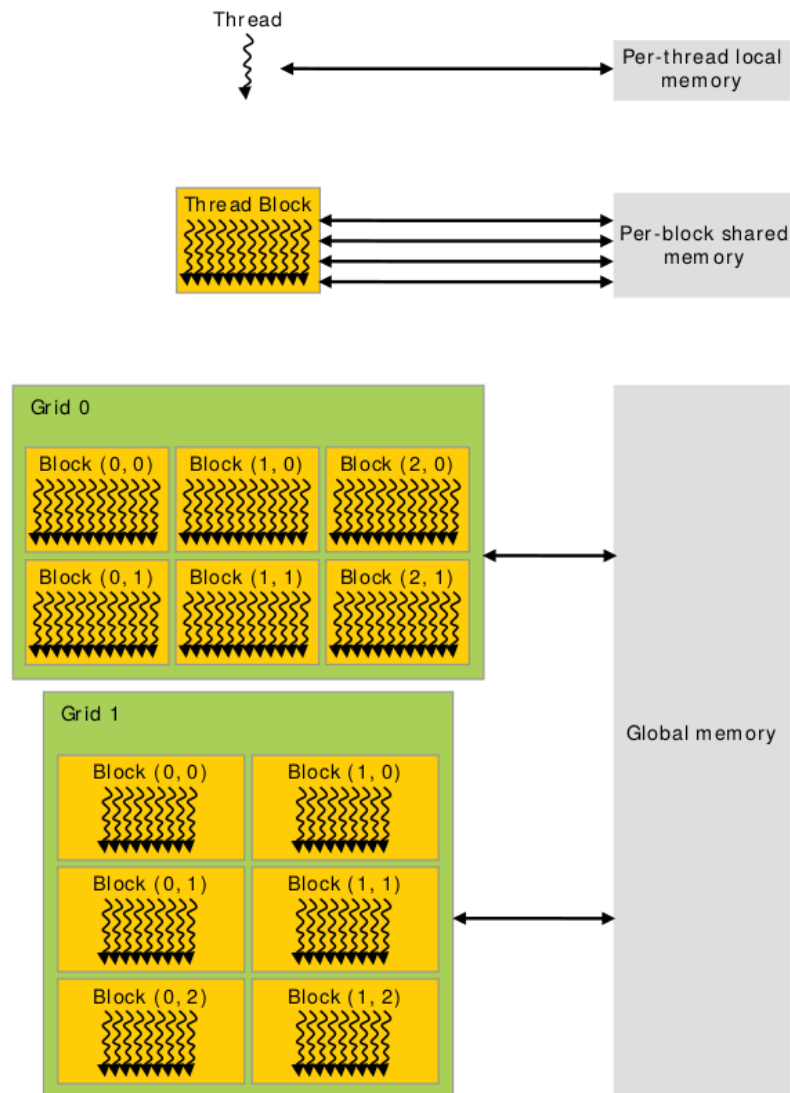 Thread
Per-thread local
memory
Thread Block
Per-block shared
memory
Grid 0
Block (0, 0)
Block (1, 0)
Block (2, 0)
Block (0, 1)
Block (1, 1)
Block (2, 1)
Global memory
Grid 1
Block (0, 0)
Block (1, 0)
Block (0, 1)
Block (1, 1)
Block (0, 2)
Block (1, 2)